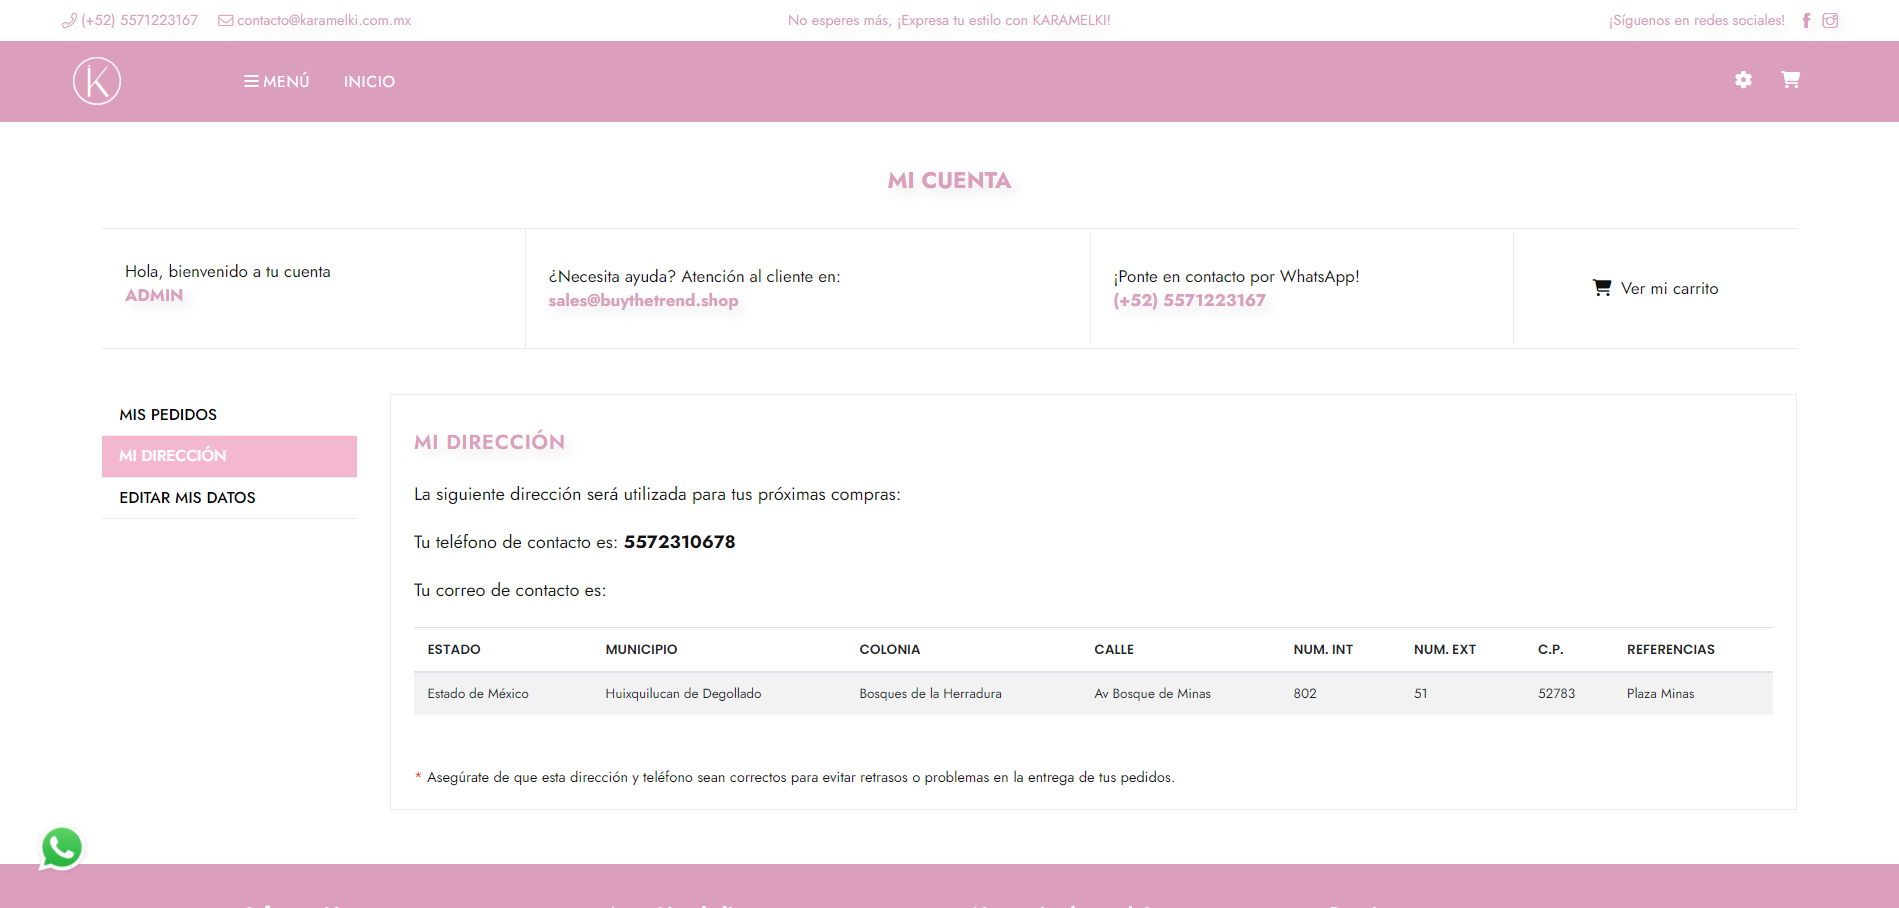 (+52) 5571223167 contacto@karamelki.com.mx No esperes más, ¡Expresa tu estilo con KARAMELKI! ¡Síguenos en redes sociales!
K MENÚ INICIO
MI CUENTA
Hola, bienvenido a tu cuenta
ADMIN
¿Necesita ayuda? Atención al cliente en:
sales@buythetrend.shop
¡Ponte en contacto por WhatsApp!
(+52) 5571223167
Ver mi carrito
MIS PEDIDOS
MI DIRECCIÓN
EDITAR MIS DATOS
MI DIRECCIÓN
La siguiente dirección será utilizada para tus próximas compras:
Tu teléfono de contacto es: 5572310678
Tu correo de contacto es:
ESTADO MUNICIPIO COLONIA CALLE NUM. INT NUM. EXT C.P. REFERENCIAS
Estado de México Huixquilucan de Degollado Bosques de la Herradura Av Bosque de Minas 802 51 52783 Plaza Minas
* Asegúrate de que esta dirección y teléfono sean correctos para evitar retrasos o problemas en la entrega de tus pedidos.